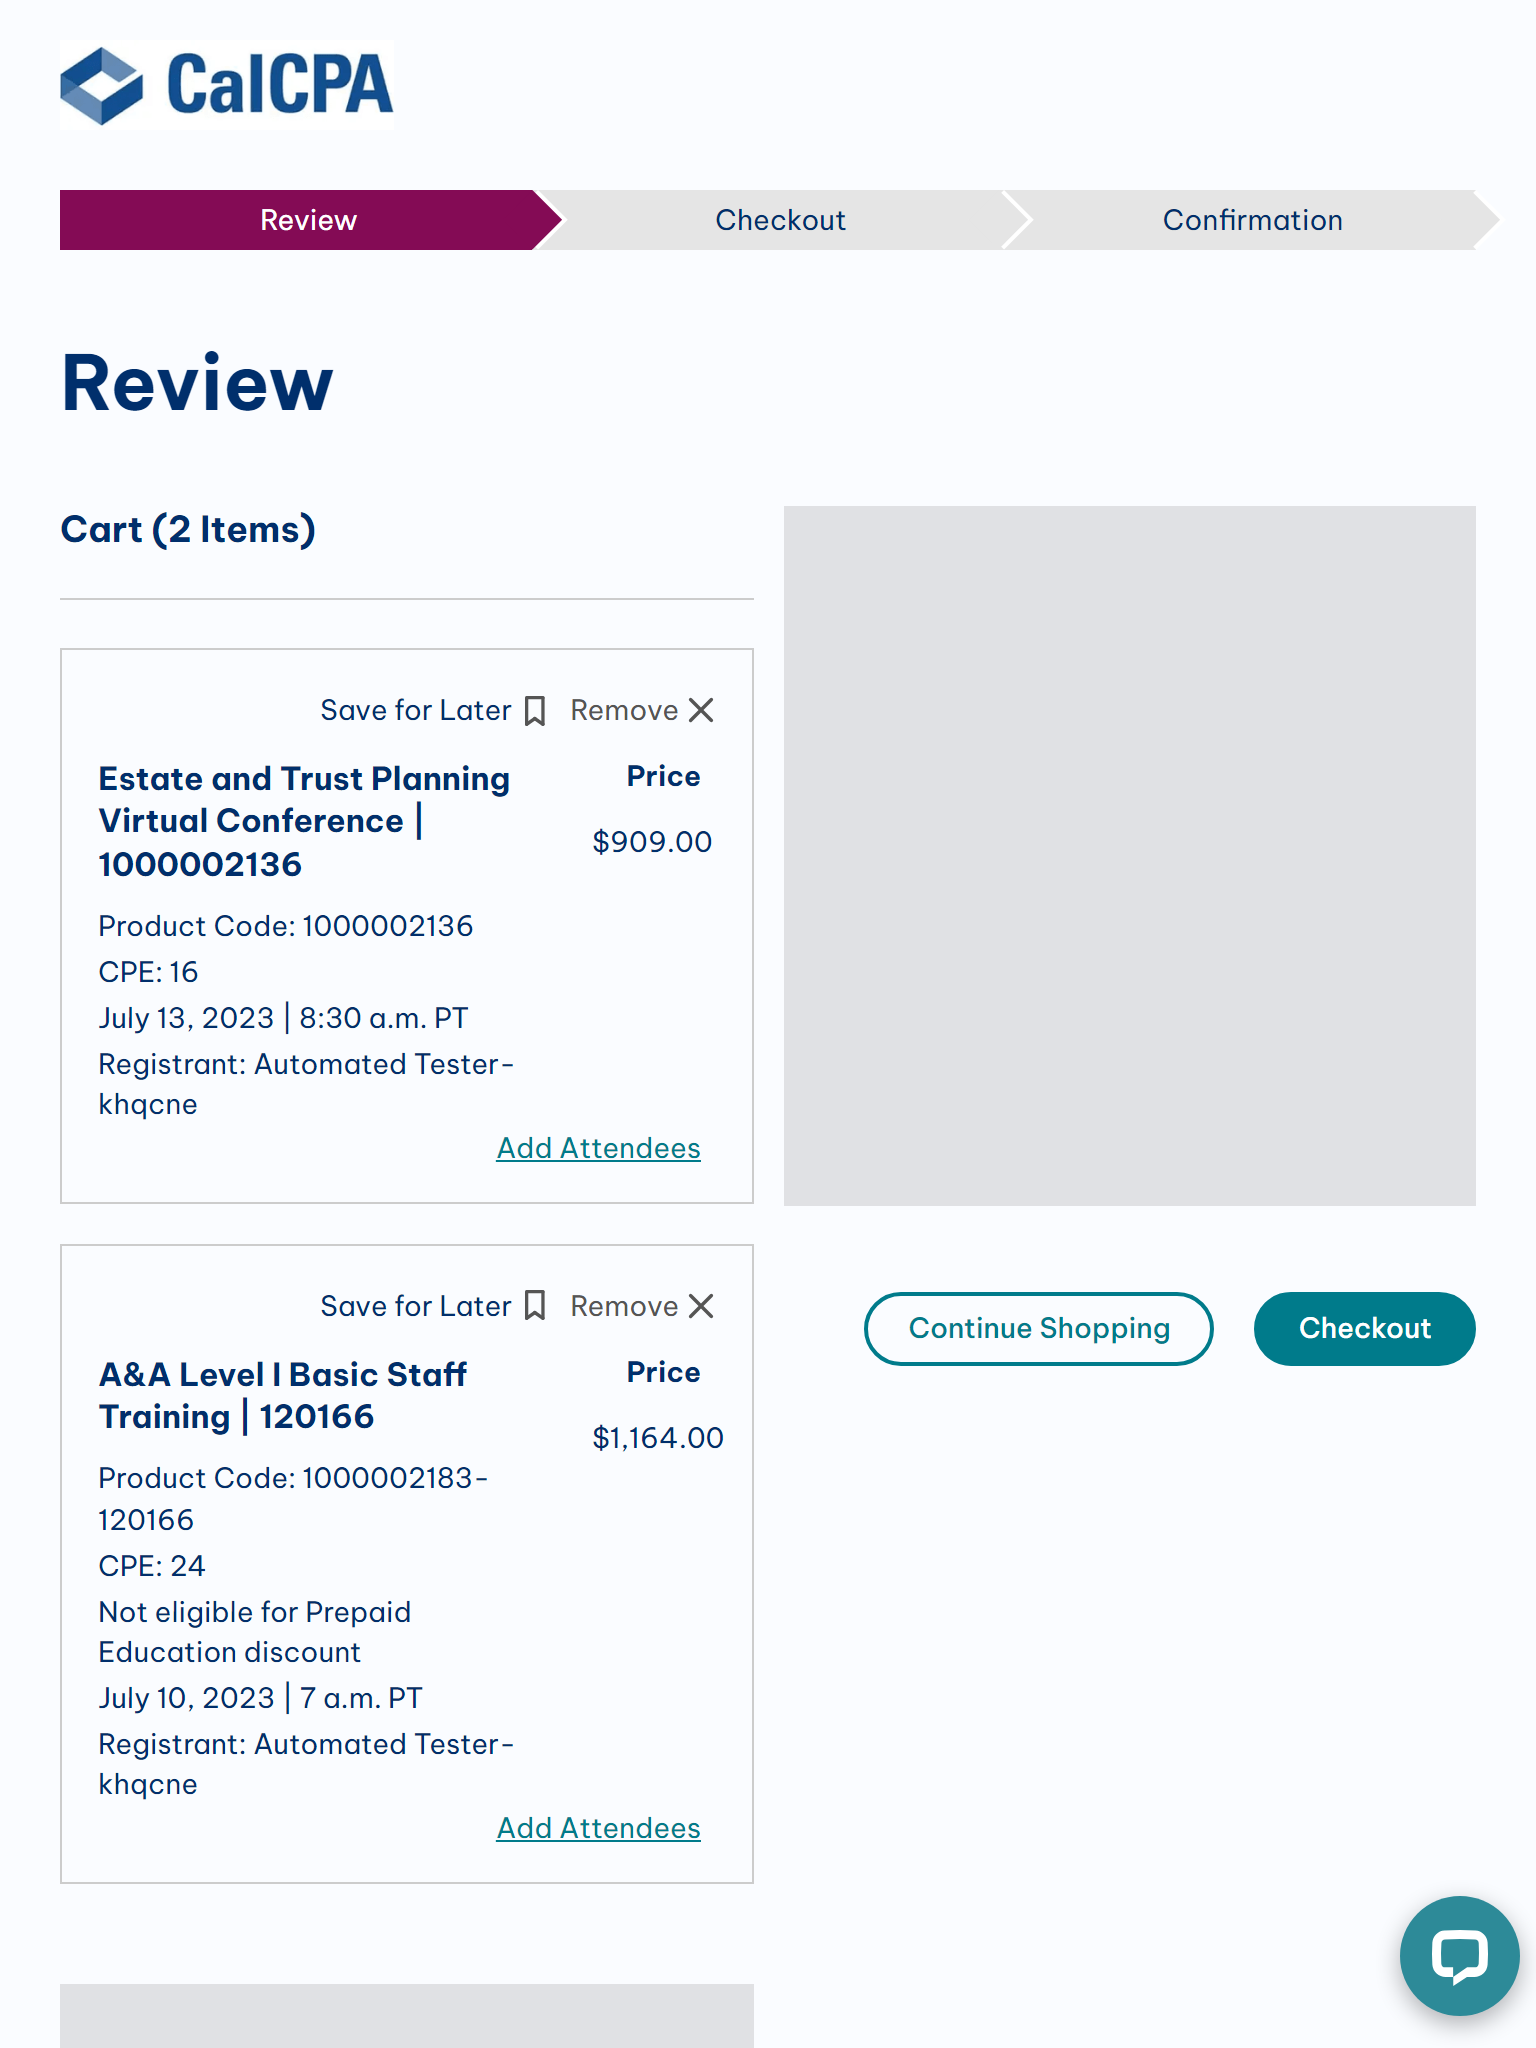 CalCPA
Review
Checkout
Confirmation
Review
Cart (2 Items)
Save for Later
Remove
Estate and Trust Planning
Virtual Conference |
1000002136
Price
$909.00
Product Code: 1000002136
CPE: 16
July 13, 2023 | 8:30 a.m. PT
Registrant: Automated Tester-
khqcne
Add Attendees
Save for Later
Remove
A&A Level I Basic Staff
Training | 120166
Price
$1,164.00
Product Code: 1000002183-
120166
CPE: 24
Not eligible for Prepaid
Education discount
July 10, 2023 | 7 a.m. PT
Registrant: Automated Tester-
khqcne
Add Attendees
Continue Shopping
Checkout